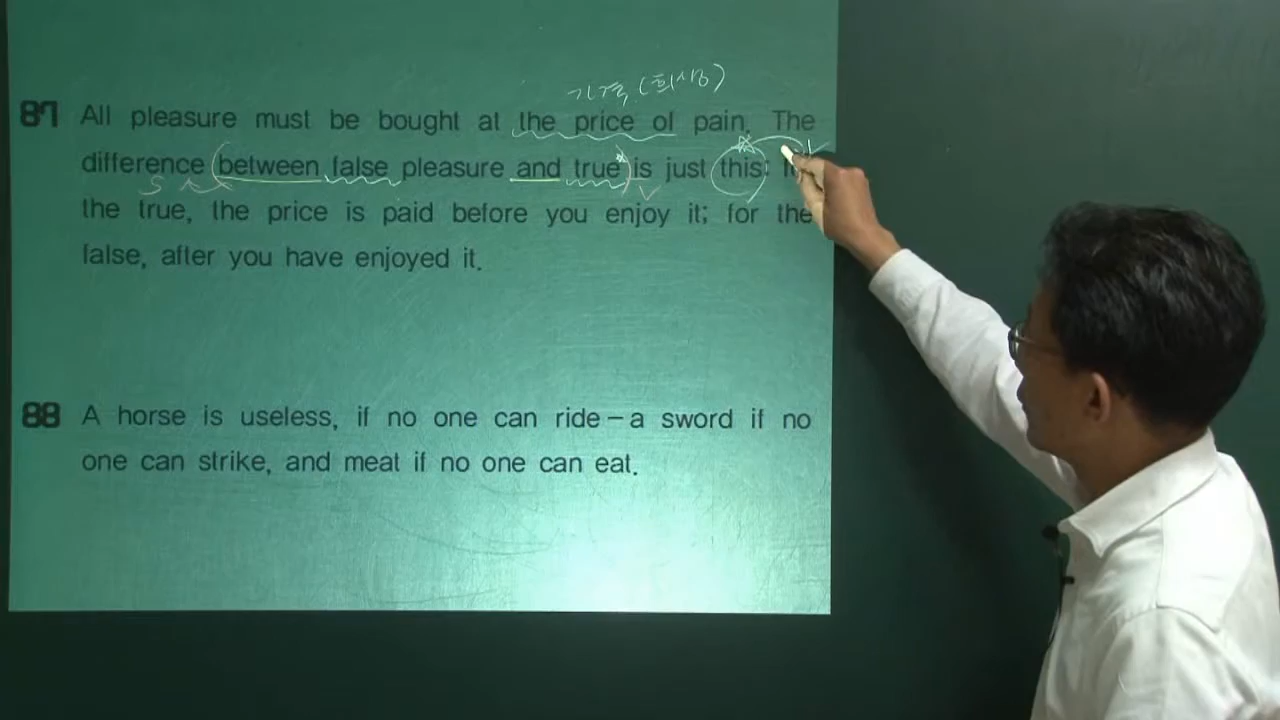 가격, (희생)
87 All pleasure must be bought at the price of pain. The
difference between false pleasure and true is just this:
S V
the true, the price is paid before you enjoy it; for the
false, after you have enjoyed it.
88 A horse is useless, if no one can ride – a sword if no
one can strike, and meat if no one can eat.